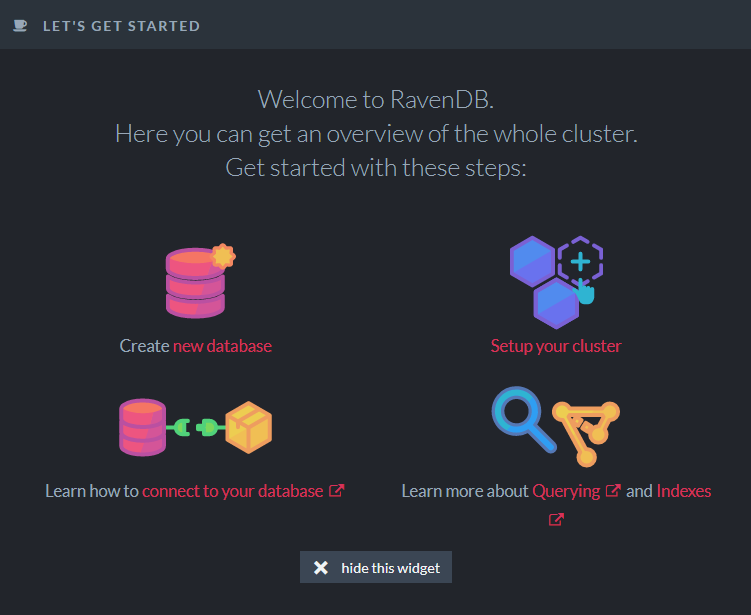 LET'S GET STARTED
Welcome to RavenDB.
Here you can get an overview of the whole cluster.
Get started with these steps:
Create new database
Setup your cluster
Learn how to connect to your database
Learn more about Querying and Indexes
hide this widget